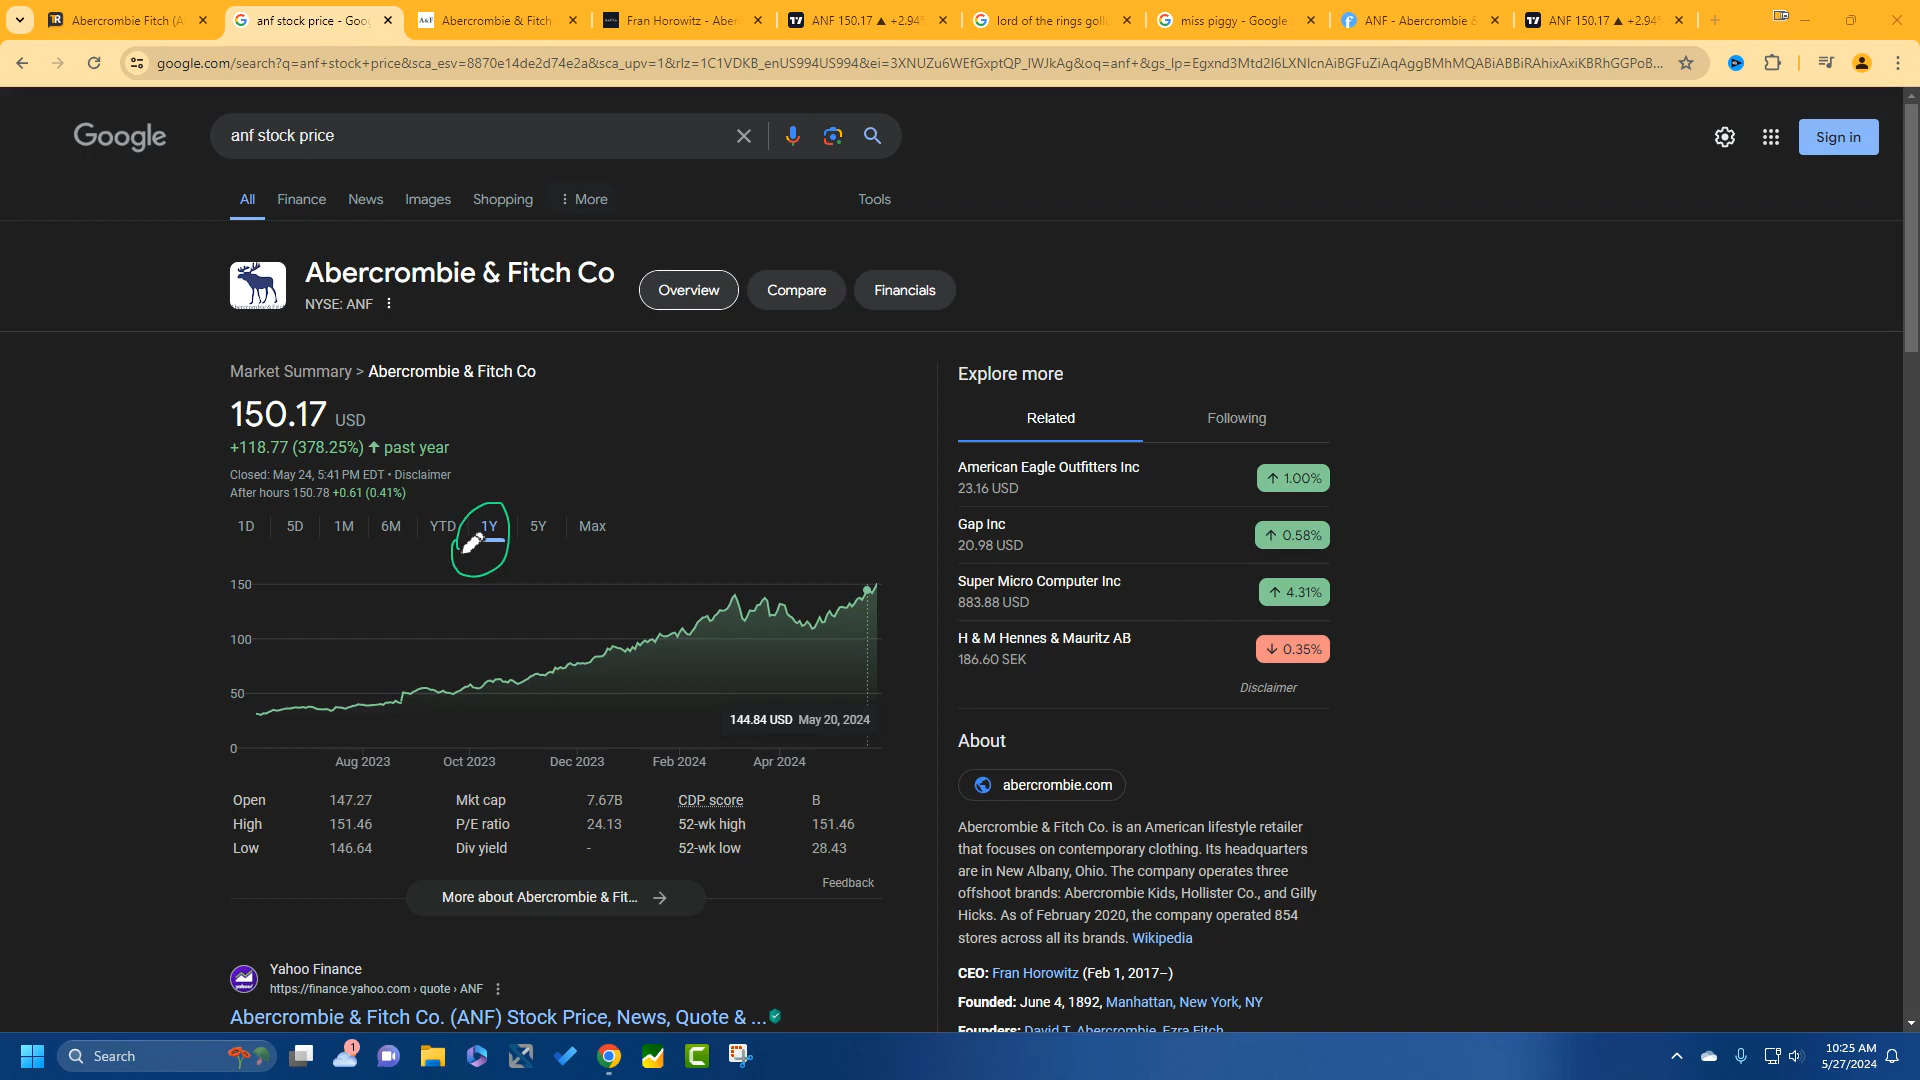 Abercrombie Fitch (A
anf stock price - Goo
Abercrombie & Fitch
Fran Horowitz - Aber
ANF 150.17 ▲ +2.94
lord of the rings goll
miss piggy - Google
ANF - Abercrombie &
ANF 150.17 ▲ +2.94
google.com/search?q=anf+stock+price&sca_esv=8870e14de2d74e2a&sca_upv=1&rlz=1C1VDKB_enUS994US994&ei=3XNUZu6WEfGxptQP_IWJkAg&oq=anf+&gs_lp=Egxnd3Mtd2l6LXNlcnAiBGFuZiAqAggBMhMQABiABBiRAhixAxiKBRhGGPoB...
Google
anf stock price
Sign in
All Finance News Images Shopping More Tools
Abercrombie & Fitch Co
NYSE: ANF
Overview Compare Financials
Market Summary > Abercrombie & Fitch Co
150.17 USD
+118.77 (378.25%) ↑ past year
Closed: May 24, 5:41 PM EDT • Disclaimer
After hours 150.78 +0.61 (0.41%)
1D 5D 1M 6M YTD 1Y 5Y Max
150
100
50
0
144.84 USD May 20, 2024
Aug 2023 Oct 2023 Dec 2023 Feb 2024 Apr 2024
Open 147.27 Mkt cap 7.67B CDP score B
High 151.46 P/E ratio 24.13 52-wk high 151.46
Low 146.64 Div yield - 52-wk low 28.43
Feedback
More about Abercrombie & Fit... →
Yahoo Finance
https://finance.yahoo.com › quote › ANF
Abercrombie & Fitch Co. (ANF) Stock Price, News, Quote & ...
Explore more
Related Following
American Eagle Outfitters Inc
23.16 USD
↑ 1.00%
Gap Inc
20.98 USD
↑ 0.58%
Super Micro Computer Inc
883.88 USD
↑ 4.31%
H & M Hennes & Mauritz AB
186.60 SEK
↓ 0.35%
Disclaimer
About
abercrombie.com
Abercrombie & Fitch Co. is an American lifestyle retailer
that focuses on contemporary clothing. Its headquarters
are in New Albany, Ohio. The company operates three
offshoot brands: Abercrombie Kids, Hollister Co., and Gilly
Hicks. As of February 2020, the company operated 854
stores across all its brands. Wikipedia
CEO: Fran Horowitz (Feb 1, 2017–)
Founded: June 4, 1892, Manhattan, New York, NY
Founders: David T. Abercrombie, Ezra Fitch
Search
1
10:25 AM
5/27/2024